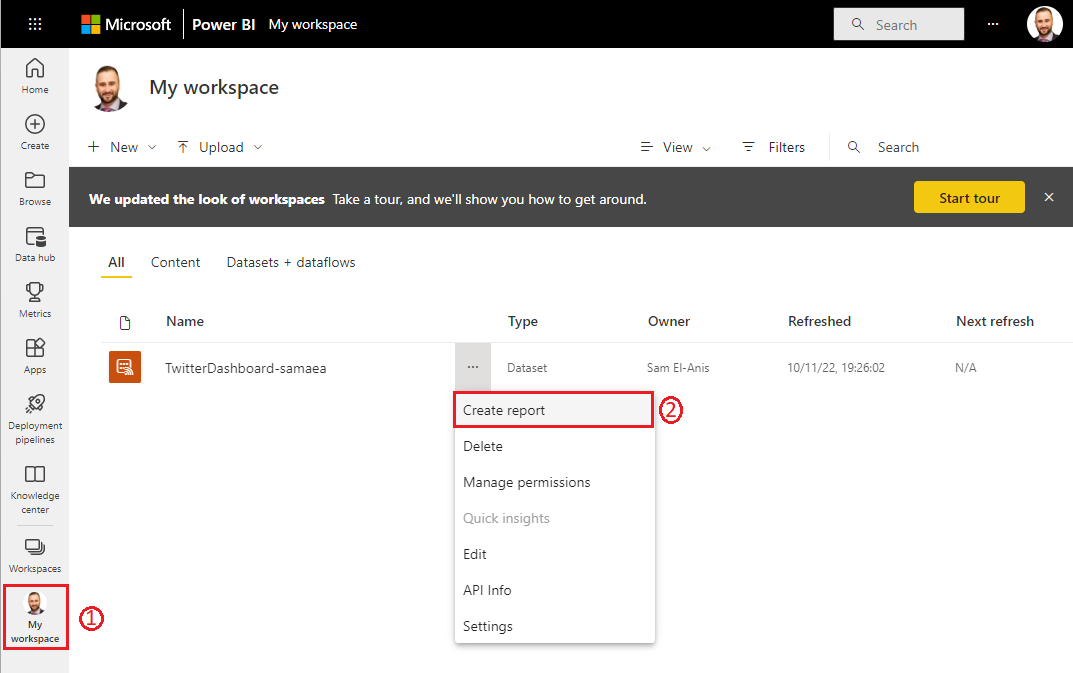 Microsoft Power BI My workspace Search ...
Home
Create
Browse
Data hub
Metrics
Apps
Deployment
pipelines
Knowledge
center
Workspaces
My
workspace
①
My workspace
New Upload View Filters Search
We updated the look of workspaces Take a tour, and we'll show you how to get around. Start tour
All Content Datasets + dataflows
Name Type Owner Refreshed Next refresh
TwitterDashboard-samaea ... Dataset Sam El-Anis 10/11/22, 19:26:02 N/A
Create report ②
Delete
Manage permissions
Quick insights
Edit
API Info
Settings